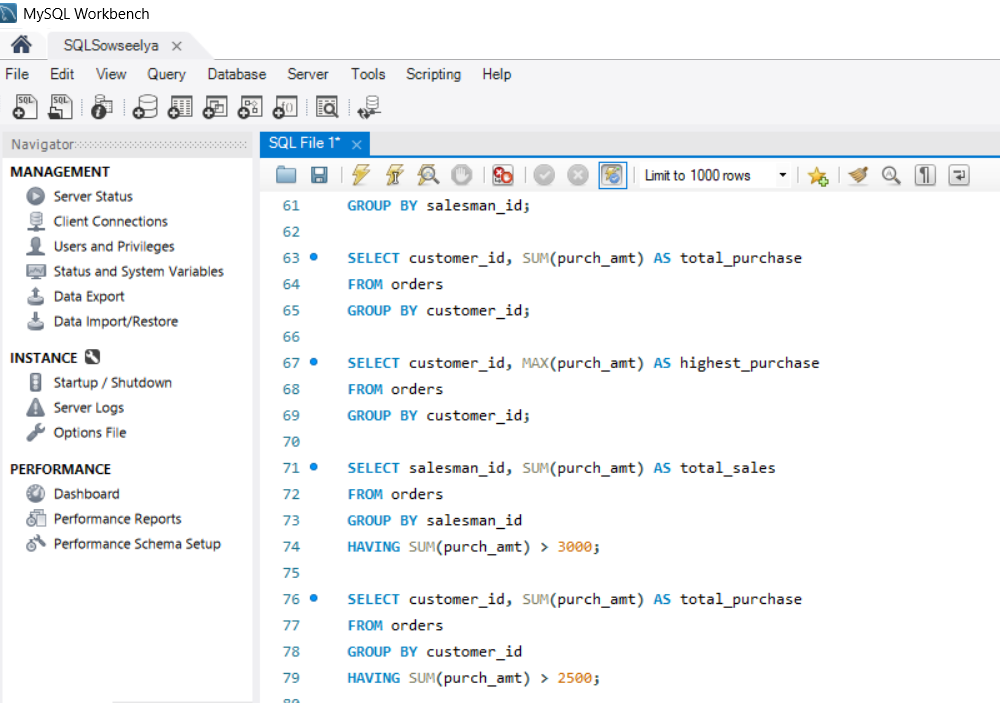 MySQL Workbench
SQLSowseelya
File Edit View Query Database Server Tools Scripting Help
SQL SQL
Navigator
SQL File 1*
MANAGEMENT
Server Status
Client Connections
Users and Privileges
Status and System Variables
Data Export
Data Import/Restore
INSTANCE
Startup / Shutdown
Server Logs
Options File
PERFORMANCE
Dashboard
Performance Reports
Performance Schema Setup
Limit to 1000 rows
61 GROUP BY salesman_id;
62
63 SELECT customer_id, SUM(purch_amt) AS total_purchase
64 FROM orders
65 GROUP BY customer_id;
66
67 SELECT customer_id, MAX(purch_amt) AS highest_purchase
68 FROM orders
69 GROUP BY customer_id;
70
71 SELECT salesman_id, SUM(purch_amt) AS total_sales
72 FROM orders
73 GROUP BY salesman_id
74 HAVING SUM(purch_amt) > 3000;
75
76 SELECT customer_id, SUM(purch_amt) AS total_purchase
77 FROM orders
78 GROUP BY customer_id
79 HAVING SUM(purch_amt) > 2500;